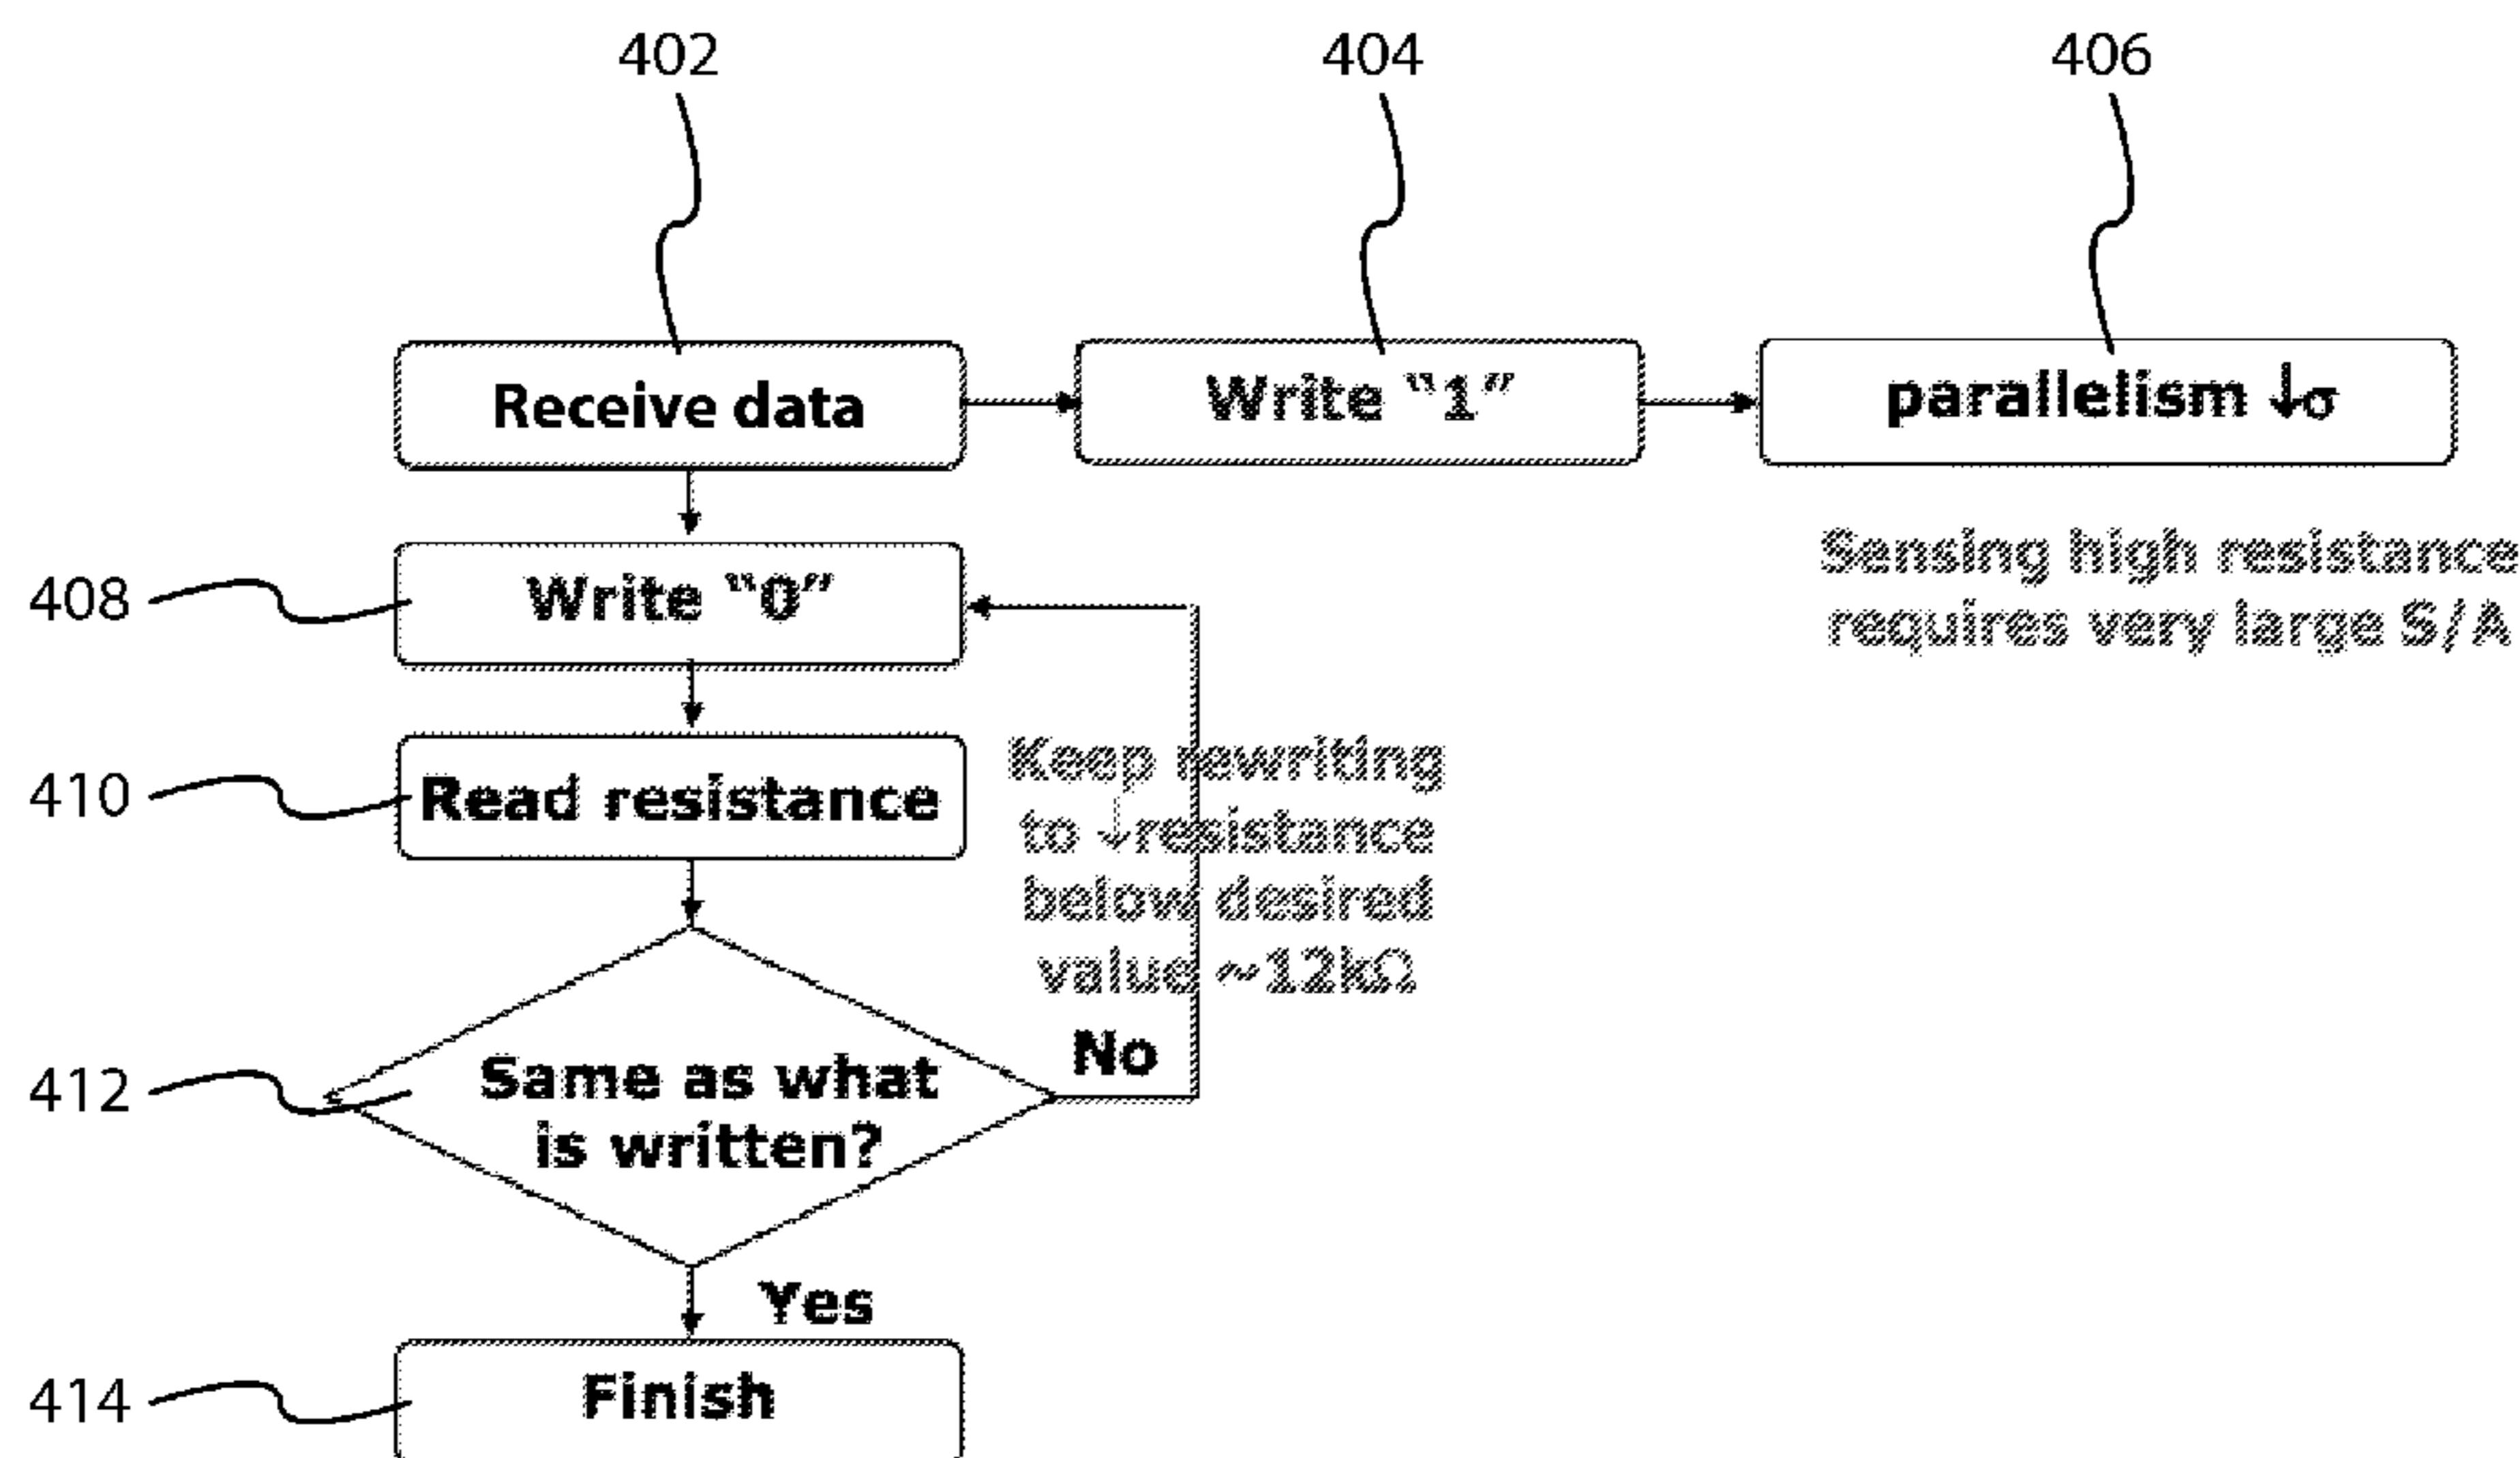 402
404
406
Receive data
Write “1”
parallelism ↓σ
Sensing high resistance
requires very large S/A
408
Write “0”
410
Read resistance
Keep rewriting
to ↓resistance
below desired
value ~12kΩ
No
412
Same as what
is written?
Yes
414
Finish